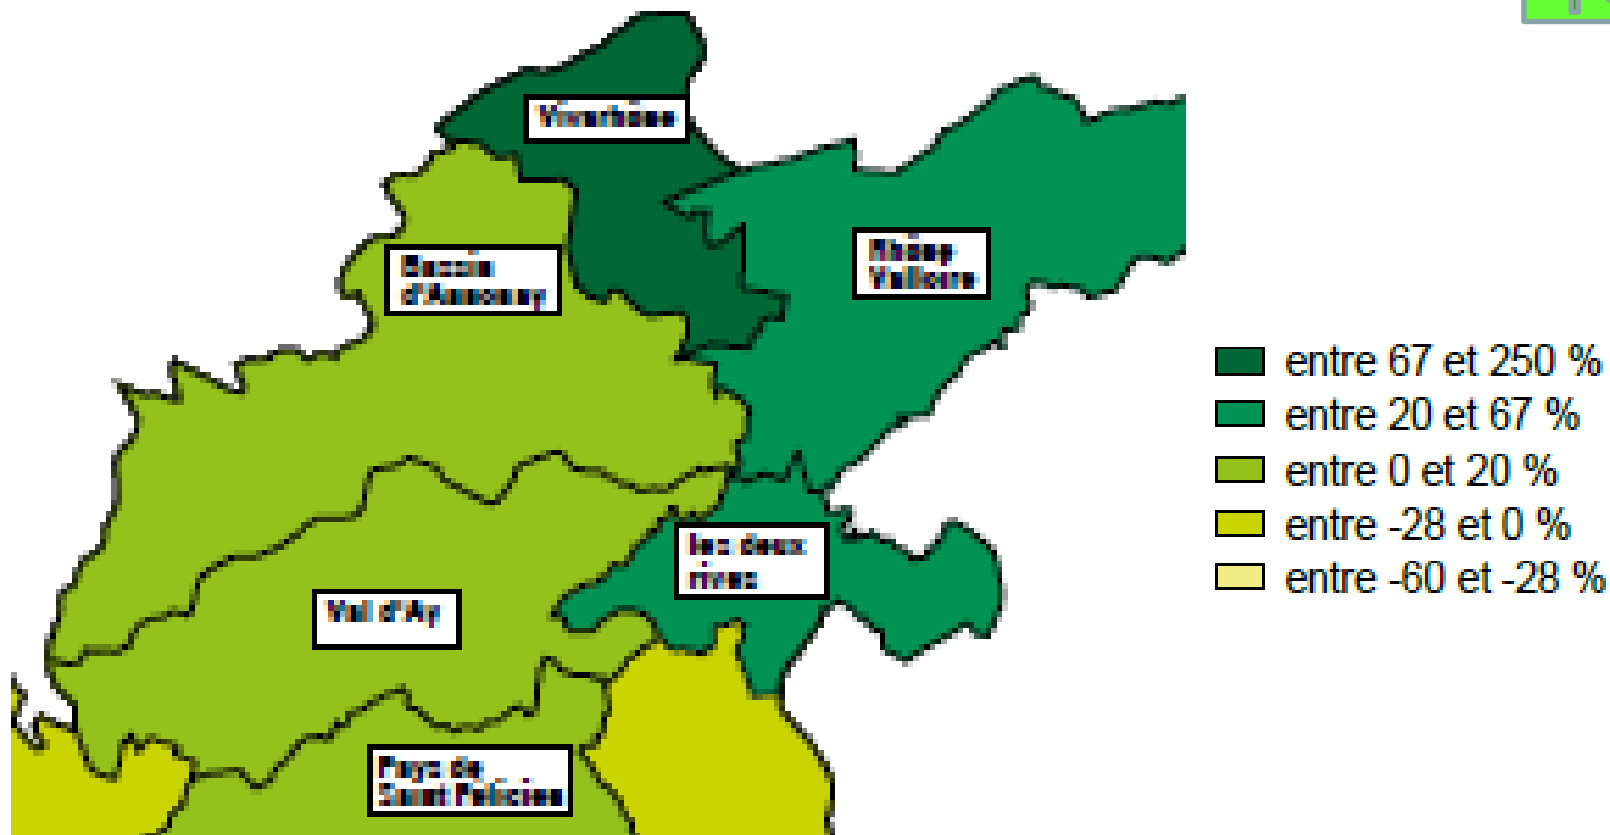 Vivarhône
Rhône
Valloire
Bassin
d'Annonay
entre 67 et 250 %
entre 20 et 67 %
entre 0 et 20 %
entre -28 et 0 %
entre -60 et -28 %
les deux
rives
Val d'Ay
Pays de
Saint Félicien